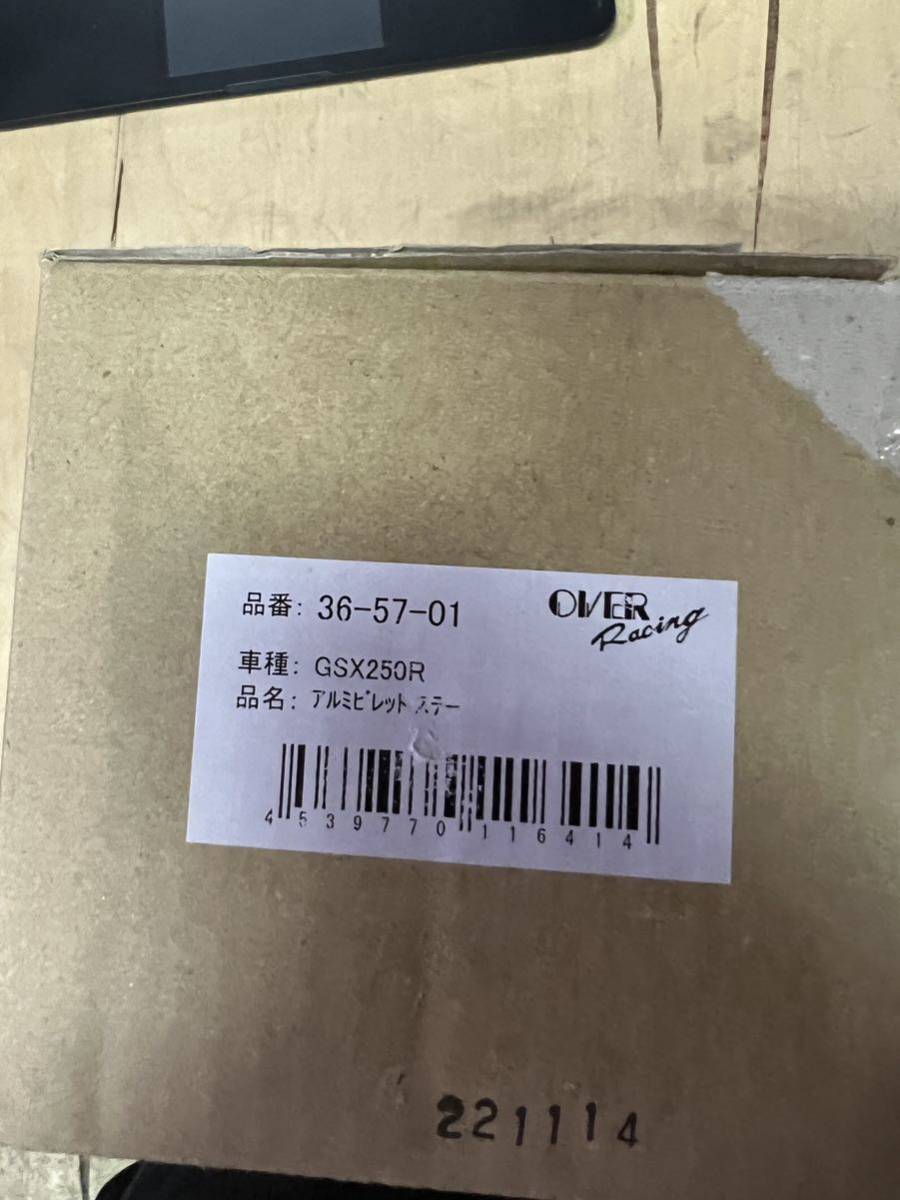 品番: 36-57-01
OVER
Racing
車種: GSX250R
品名: ｱﾙﾐﾋﾞﾚｯﾄ ｽﾃｰ
4539770116414
221114